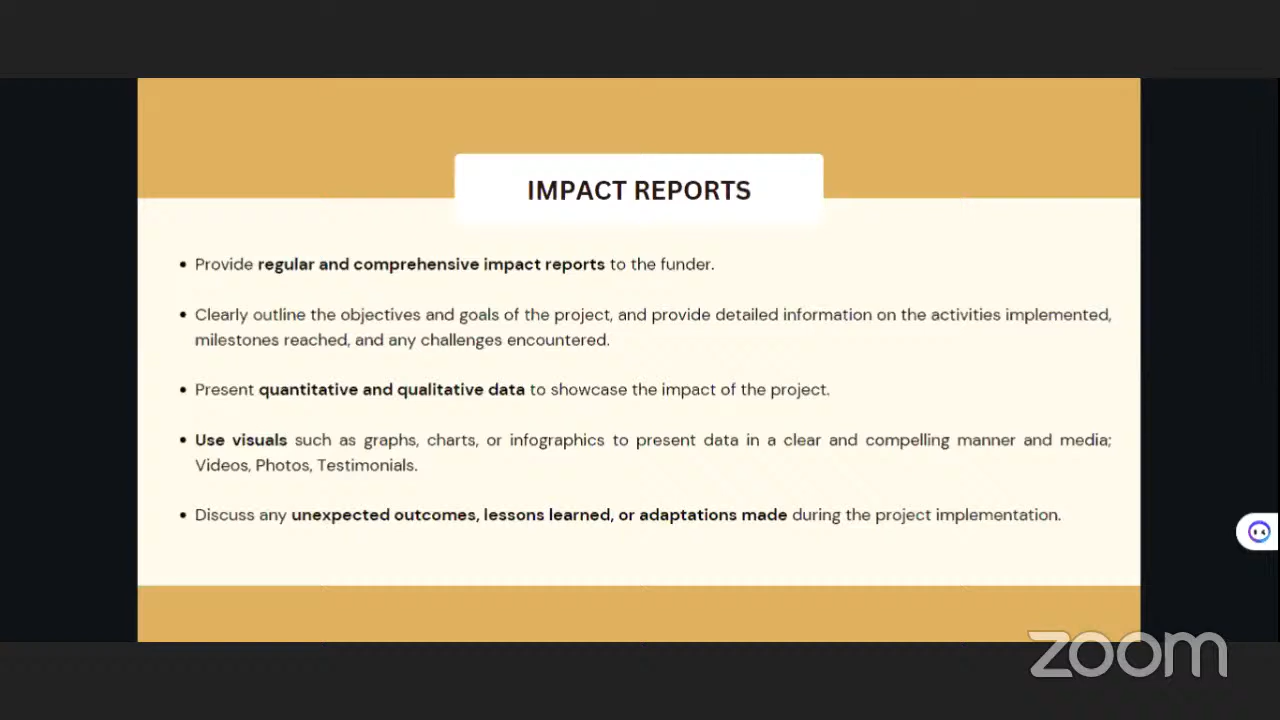 IMPACT REPORTS
• Provide regular and comprehensive impact reports to the funder.
• Clearly outline the objectives and goals of the project, and provide detailed information on the activities implemented,
milestones reached, and any challenges encountered.
• Present quantitative and qualitative data to showcase the impact of the project.
• Use visuals such as graphs, charts, or infographics to present data in a clear and compelling manner and media;
Videos, Photos, Testimonials.
• Discuss any unexpected outcomes, lessons learned, or adaptations made during the project implementation.
zoom